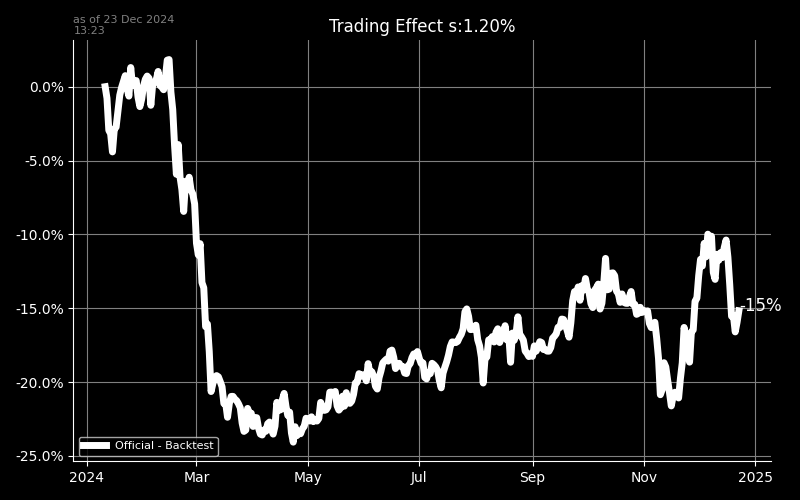 as of 23 Dec 2024
13:23
Trading Effect s:1.20%
0.0%
-5.0%
-10.0%
-15.0%
-15%
-20.0%
-25.0%
Official - Backtest
2024
Mar
May
Jul
Sep
Nov
2025